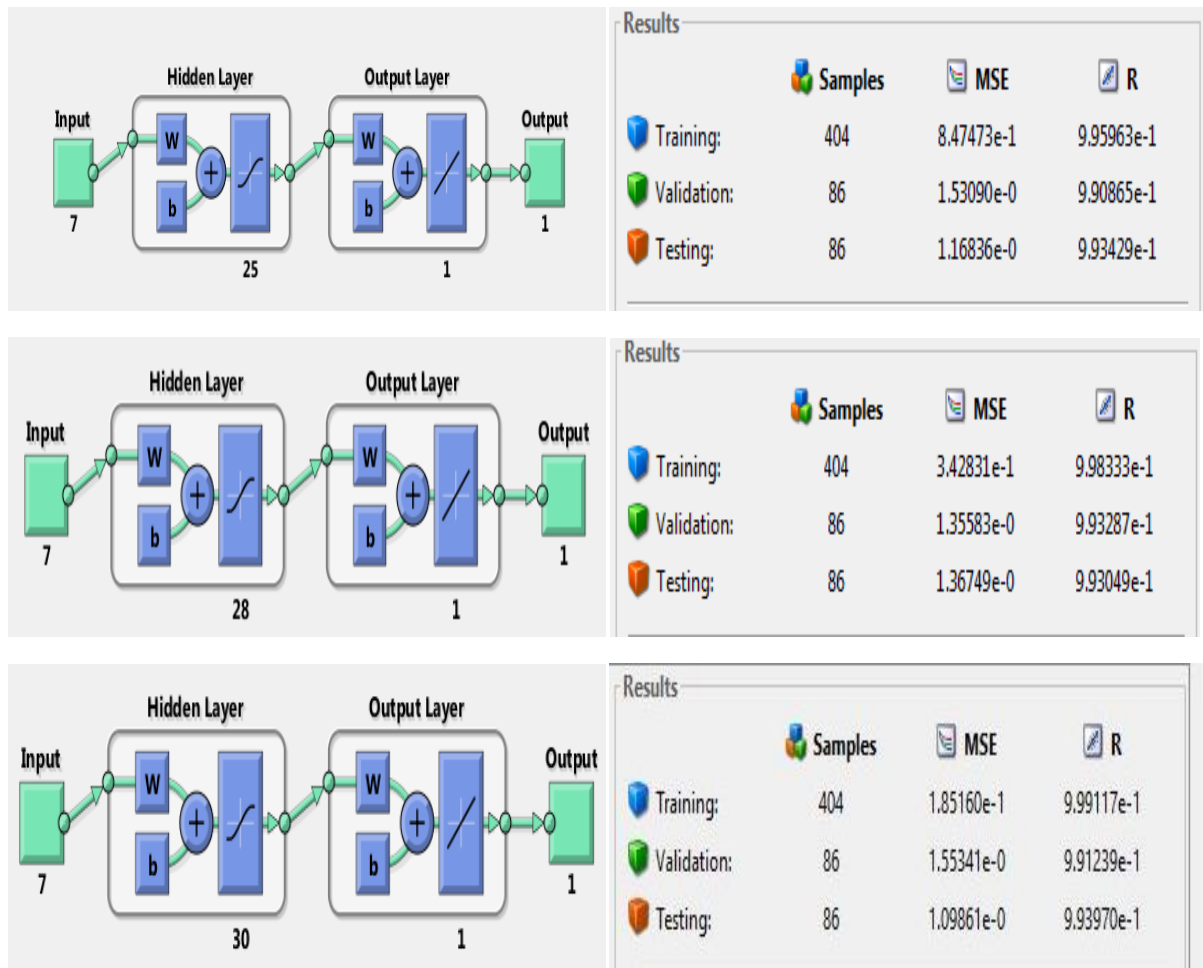 Hidden Layer
Output Layer
Input
Output
W
W
b
b
7
1
25
1
Results
Samples MSE R
Training: 404 8.47473e-1 9.95963e-1
Validation: 86 1.53090e-0 9.90865e-1
Testing: 86 1.16836e-0 9.93429e-1
Hidden Layer
Output Layer
Input
Output
W
W
b
b
7
1
28
1
Results
Samples MSE R
Training: 404 3.42831e-1 9.98333e-1
Validation: 86 1.35583e-0 9.93287e-1
Testing: 86 1.36749e-0 9.93049e-1
Hidden Layer
Output Layer
Input
Output
W
W
b
b
7
1
30
1
Results
Samples MSE R
Training: 404 1.85160e-1 9.99117e-1
Validation: 86 1.55341e-0 9.91239e-1
Testing: 86 1.09861e-0 9.93970e-1